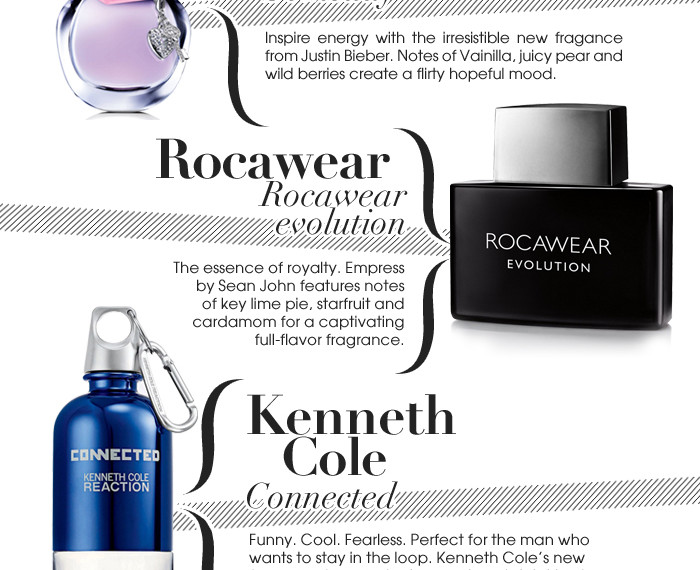 Inspire energy with the irresistible new fragance
from Justin Bieber. Notes of Vainilla, juicy pear and
wild berries create a flirty hopeful mood.
Rocawear
Rocawear
evolution
ROCAWEAR
EVOLUTION
The essence of royalty. Empress
by Sean John features notes
of key lime pie, starfruit and
cardamom for a captivating
full-flavor fragrance.
CONNECTED
KENNETH COLE
REACTION
Kenneth
Cole
Connected
Funny. Cool. Fearless. Perfect for the man who
wants to stay in the loop. Kenneth Cole's new